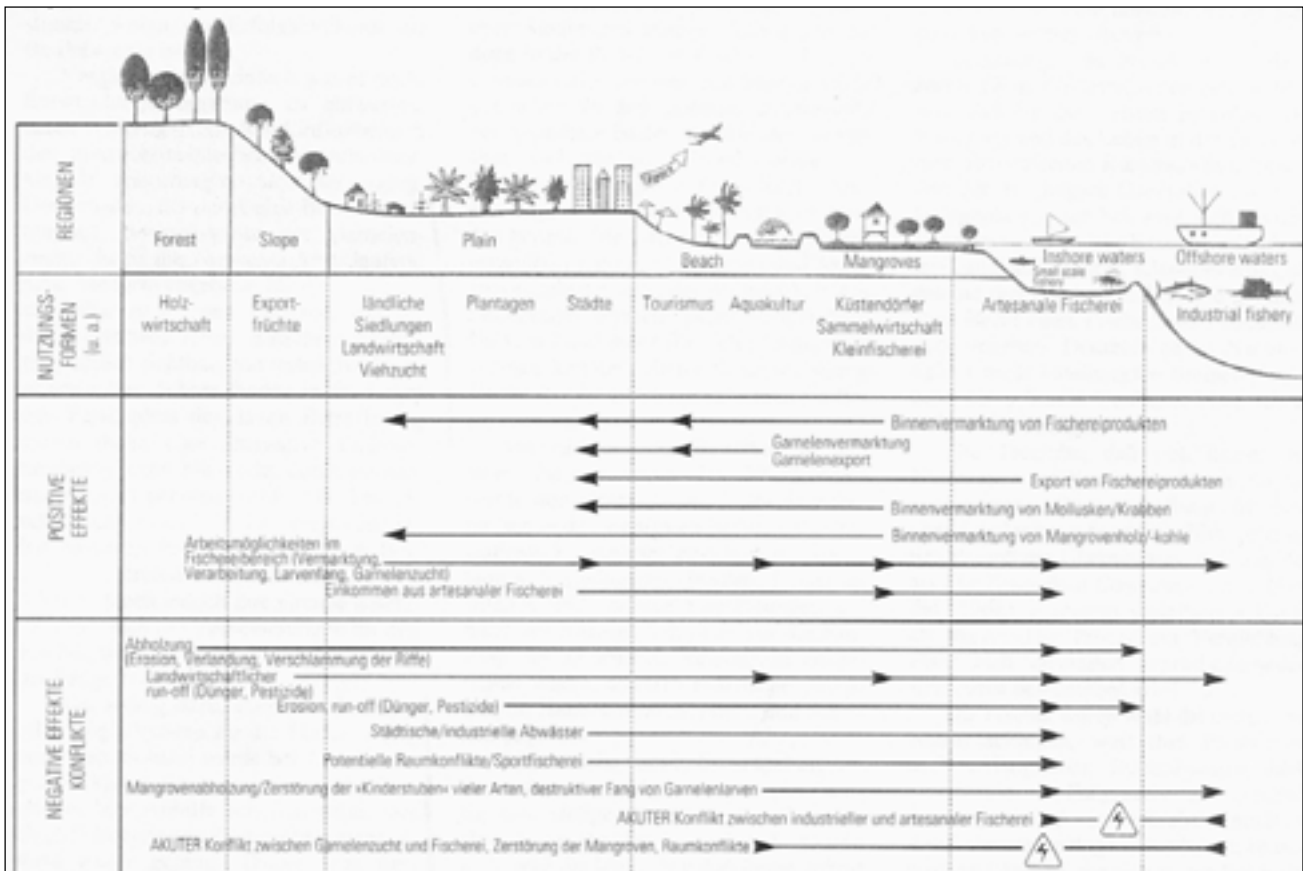 REGIONEN
Forest
Slope
Plain
Beach
Mangroves
Inshore waters
Small scale
fishery
Offshore waters
NUTZUNGS-
FORMEN
(u. a.)
Holz-
wirtschaft
Export-
früchte
ländliche
Siedlungen
Landwirtschaft
Viehzucht
Plantagen
Städte
Tourismus
Aquakultur
Küstendörfer
Sammelwirtschaft
Kleinfischerei
Artesanale Fischerei
Industrial fishery
POSITIVE
EFFEKTE
Binnenvermarktung von Fischereiprodukten
Garnelenvermarktung
Garnelenexport
Export von Fischereiprodukten
Binnenvermarktung von Mollusken/Krabben
Binnenvermarktung von Mangrovenholz/-kohle
Arbeitsmöglichkeiten im
Fischereibereich (Vermarktung,
Verarbeitung, Larvenfang, Garnelenzucht)
Einkommen aus artesanaler Fischerei
NEGATIVE EFFEKTE
KONFLIKTE
Abholzung
(Erosion, Verlandung, Verschlammung der Riffe)
Landwirtschaftlicher
run-off (Dünger, Pestizide)
Erosion, run-off (Dünger, Pestizide)
Städtische/industrielle Abwässer
Potentielle Raumkonflikte/Sportfischerei
Mangrovenabholzung/Zerstörung der »Kinderstuben« vieler Arten, destruktiver Fang von Garnelenlarven
AKUTER Konflikt zwischen industrieller und artesanaler Fischerei
AKUTER Konflikt zwischen Garnelenzucht und Fischerei, Zerstörung der Mangroven, Raumkonflikte